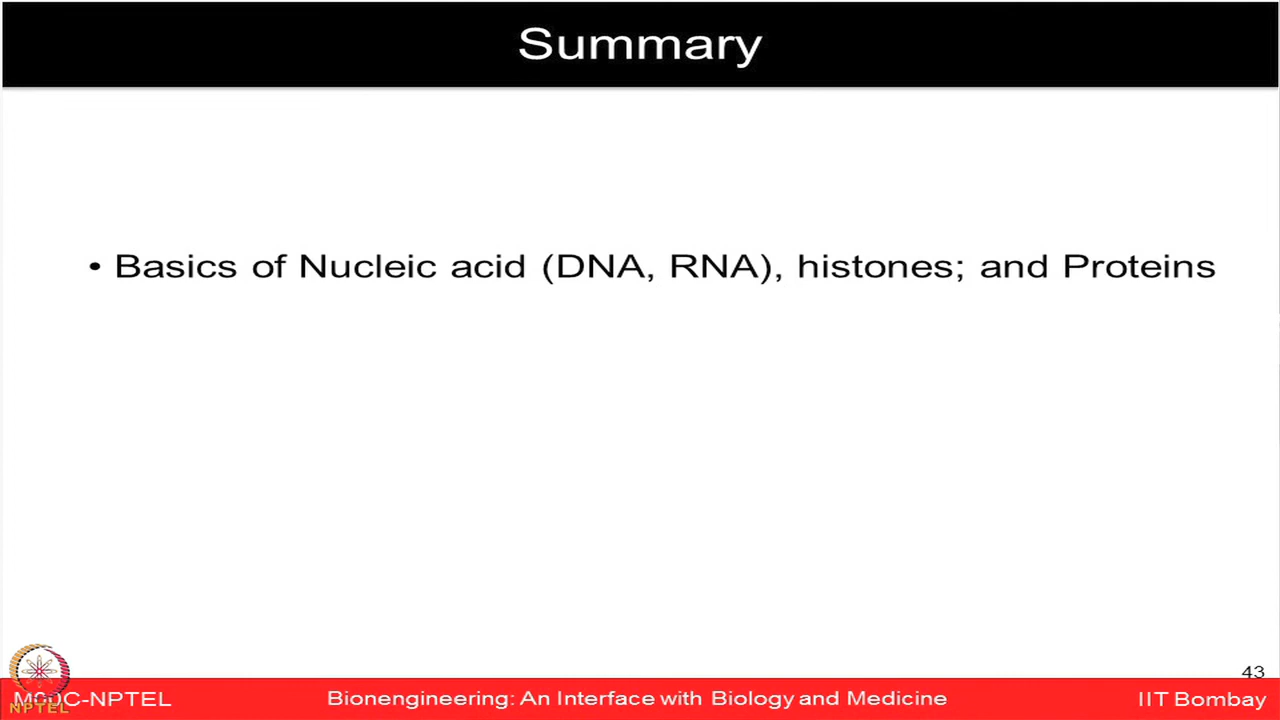 Summary
• Basics of Nucleic acid (DNA, RNA), histones; and Proteins
43
MOOC-NPTEL
NPTEL
Bionengineering: An Interface with Biology and Medicine
IIT Bombay